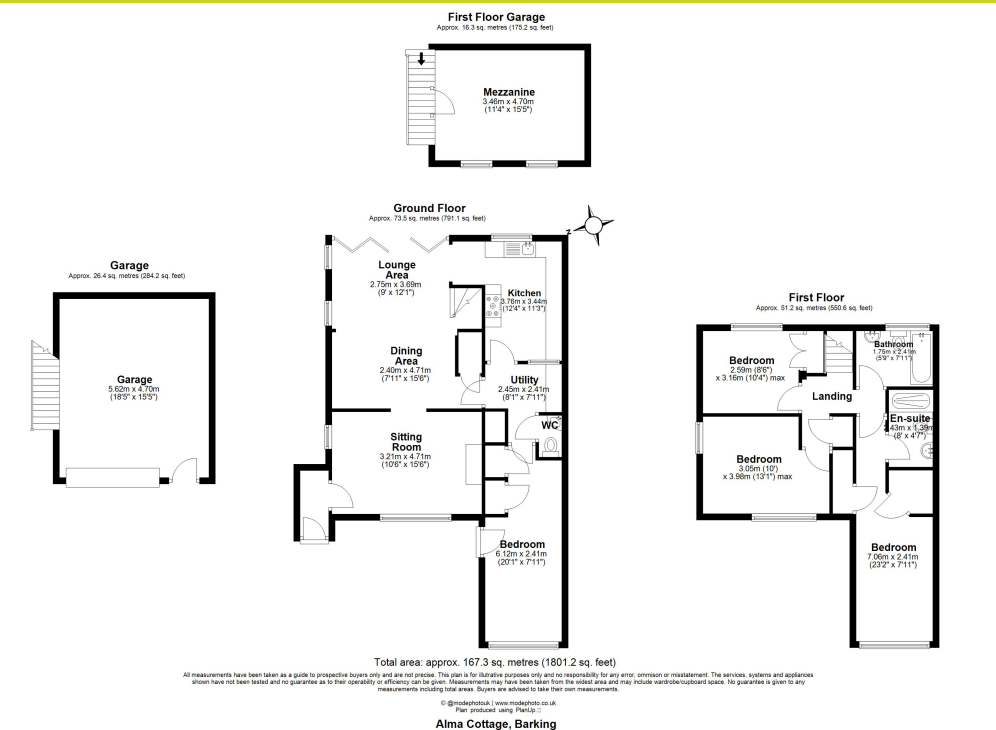 First Floor Garage
Approx. 16.3 sq. metres (175.2 sq. feet)
Mezzanine
3.46m x 4.70m
(11'4" x 15'5")
Ground Floor
Approx. 73.5 sq. metres (791.1 sq. feet)
Z
Lounge
Area
2.75m x 3.69m
(9' x 12'1")
Kitchen
3.76m x 3.44m
(12'4" x 11'3")
Dining
Area
2.40m x 4.71m
(7'11" x 15'6")
Utility
2.45m x 2.41m
(8'1" x 7'11")
WC
Sitting
Room
3.21m x 4.71m
(10'6" x 15'6")
Bedroom
6.12m x 2.41m
(20'1" x 7'11")
Garage
Approx. 26.4 sq. metres (284.2 sq. feet)
Garage
5.62m x 4.70m
(18'5" x 15'5")
First Floor
Approx. 51.2 sq. metres (550.6 sq. feet)
Bathroom
1.75m x 2.41m
(5'9" x 7'11")
Bedroom
2.59m (8'6")
x 3.16m (10'4") max
Landing
En-suite
.43m x 1.39m
(8' x 4'7")
Bedroom
3.05m (10')
x 3.98m (13'1") max
Bedroom
7.06m x 2.41m
(23'2" x 7'11")
Total area: approx. 167.3 sq. metres (1801.2 sq. feet)
All measurements have been taken as a guide to prospective buyers only and are not precise. This plan is for illutrative purposes only and no responsibility for any error, ommison or misstatement. The services, systems and appliances
shown have not been tested and no guarantee as to their operability or efficiency can be given. Measurements may have been taken from the widest area and may include wardrobe/cupboard space. No guarantee is given to any
measurements including total areas. Buyers are advised to take their own measurements.
© @modephotouk | www.modephoto.co.uk
Plan produced using PlanUp.
Alma Cottage, Barking